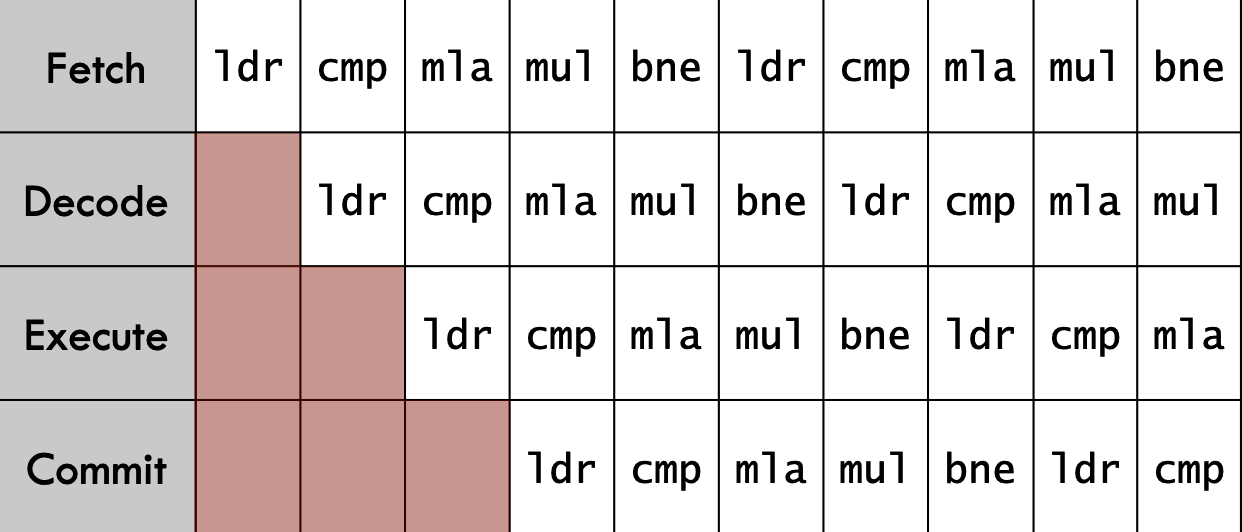 Fetch ldr cmp mla mul bne ldr cmp mla mul bne
Decode ldr cmp mla mul bne ldr cmp mla mul
Execute ldr cmp mla mul bne ldr cmp mla
Commit ldr cmp mla mul bne ldr cmp